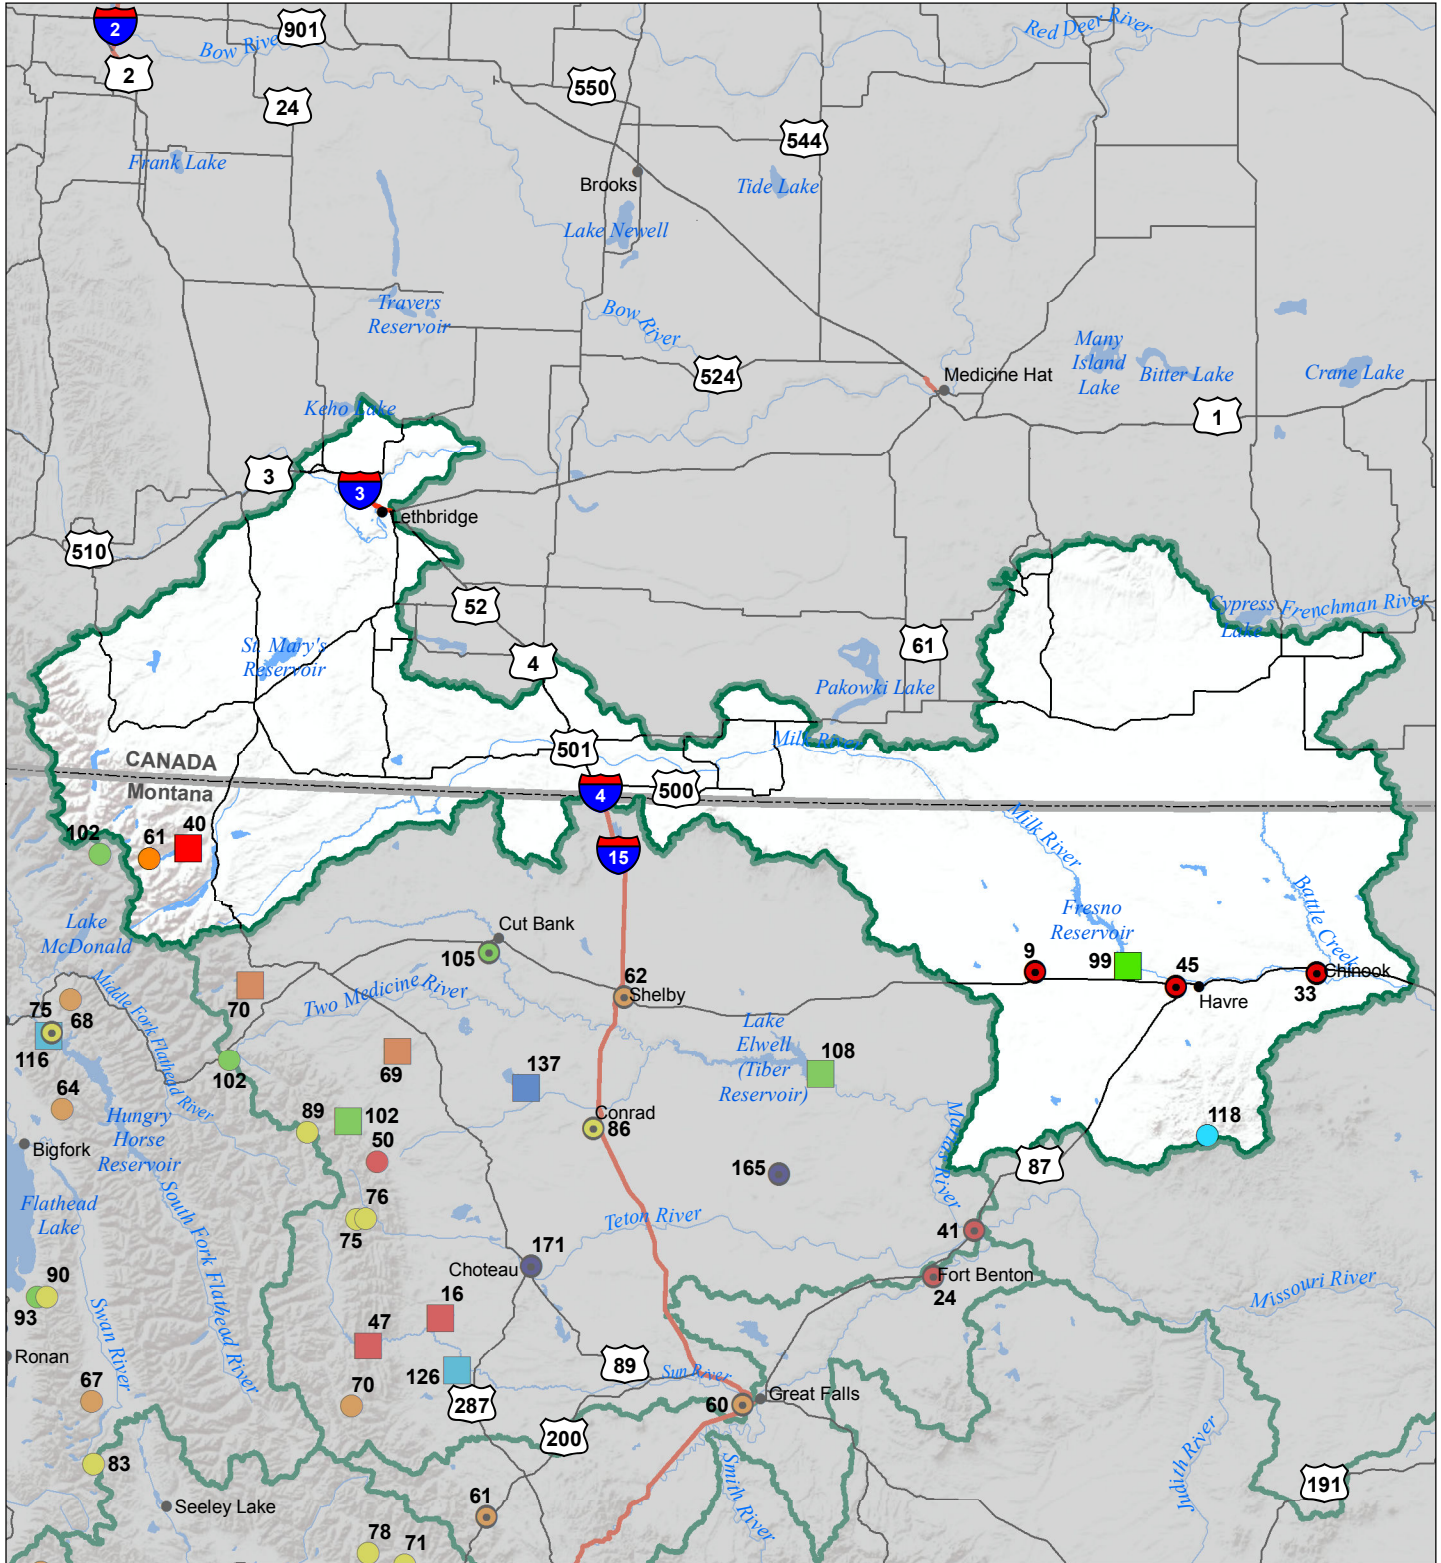 2
901
Bow River
Red Deer River
2
24
550
544
Frank Lake
Brooks
Tide Lake
Lake Newell
Travers
Reservoir
Bow River
Many
Island
Lake
Bitter Lake
Crane Lake
524
Medicine Hat
Keho Lake
1
3
3
Lethbridge
510
52
Cypress
Lake
Frenchman River
St. Mary's
Reservoir
4
61
Pakowki Lake
Milk River
501
CANADA
Montana
4
500
102
61
40
15
Milk River
Battle Creek
Lake
McDonald
Cut Bank
105
Fresno
Reservoir
9
99
45
Havre
Chinook
33
62
Shelby
Two Medicine River
70
Middle Fork Flathead River
75
68
116
Lake
Elwell
(Tiber
Reservoir)
108
69
137
102
64
Hungry
Horse
Reservoir
89
102
50
Conrad
86
Marias River
118
87
Bigfork
165
76
75
South Fork Flathead River
Flathead
Lake
Teton River
41
171
Choteau
Fort Benton
24
Missouri River
90
93
Swan River
16
47
126
89
Sun River
Ronan
67
70
287
60
Great Falls
200
83
Smith River
Judith River
191
Seeley Lake
61
78
71